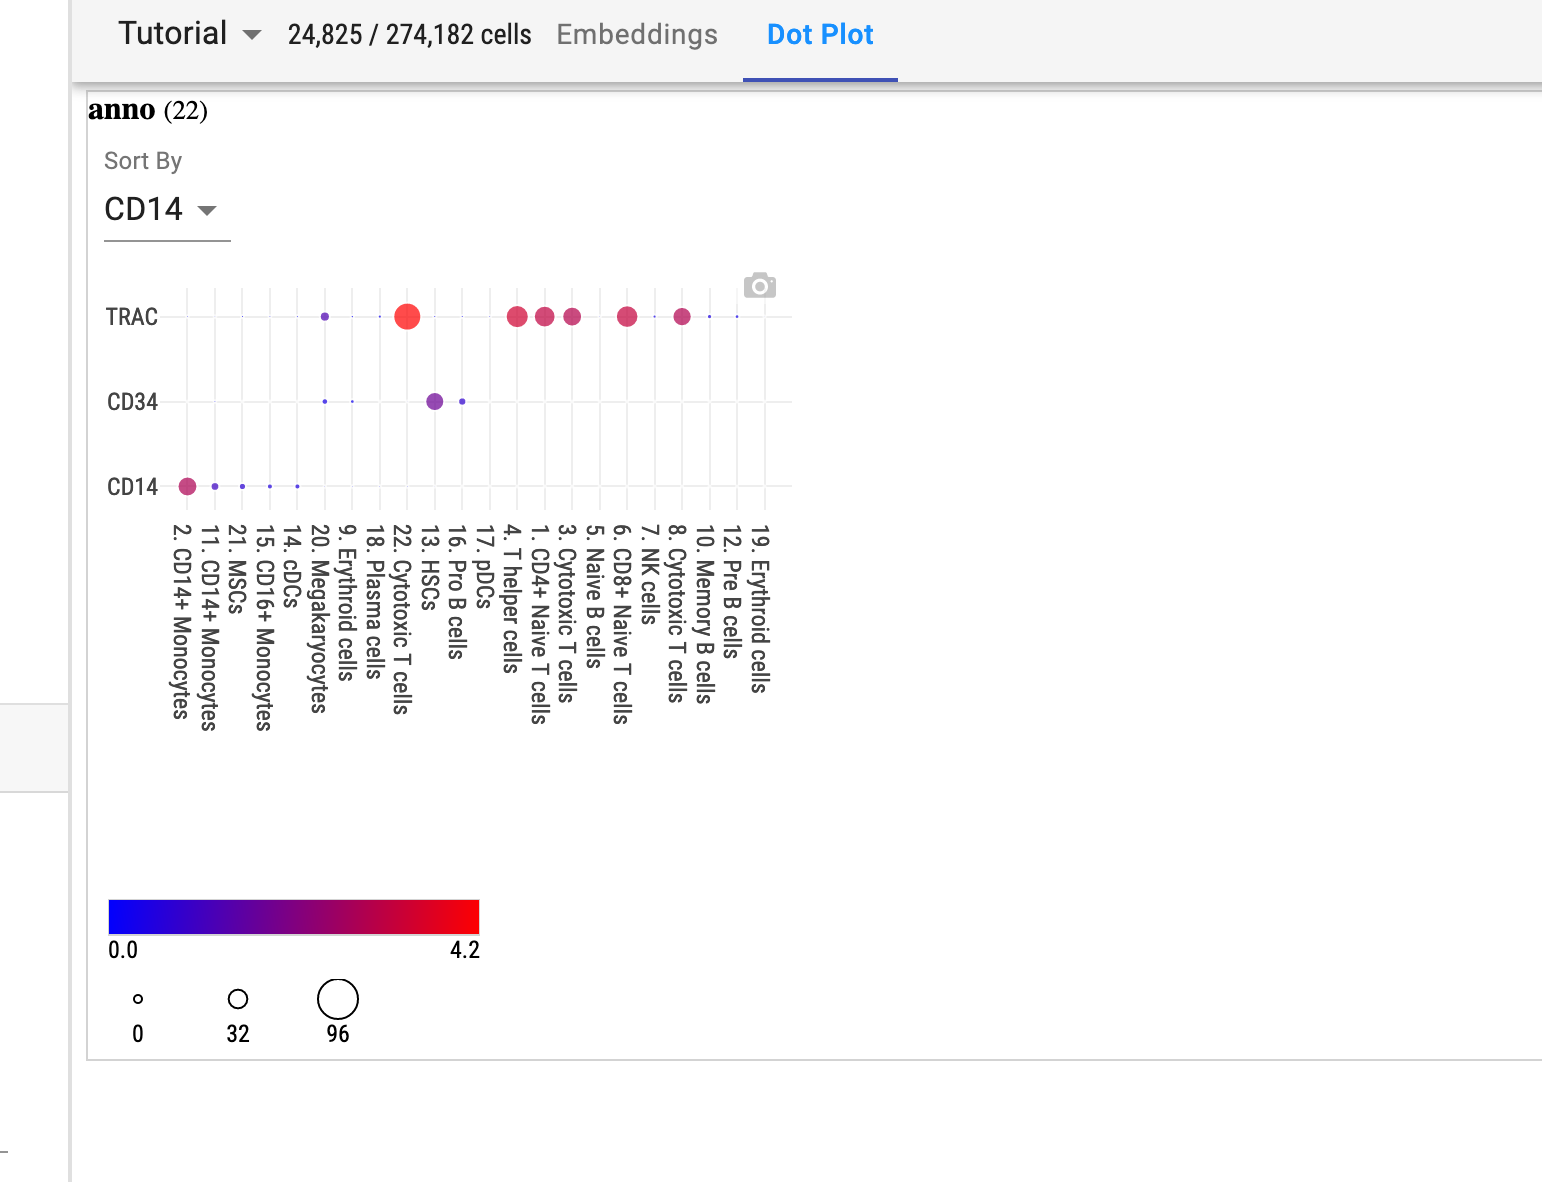 Tutorial 24,825 / 274,182 cells Embeddings Dot Plot
anno (22)
Sort By
CD14
TRAC
CD34
CD14
2. CD14+ Monocytes
11. CD14+ Monocytes
21. MSCs
15. CD16+ Monocytes
14. cDCs
20. Megakaryocytes
9. Erythroid cells
18. Plasma cells
22. Cytotoxic T cells
13. HSCs
16. Pro B cells
17. pDCs
4. T helper cells
1. CD4+ Naive T cells
3. Cytotoxic T cells
5. Naive B cells
6. CD8+ Naive T cells
7. NK cells
8. Cytotoxic T cells
10. Memory B cells
12. Pre B cells
19. Erythroid cells
0.0 4.2
0 32 96